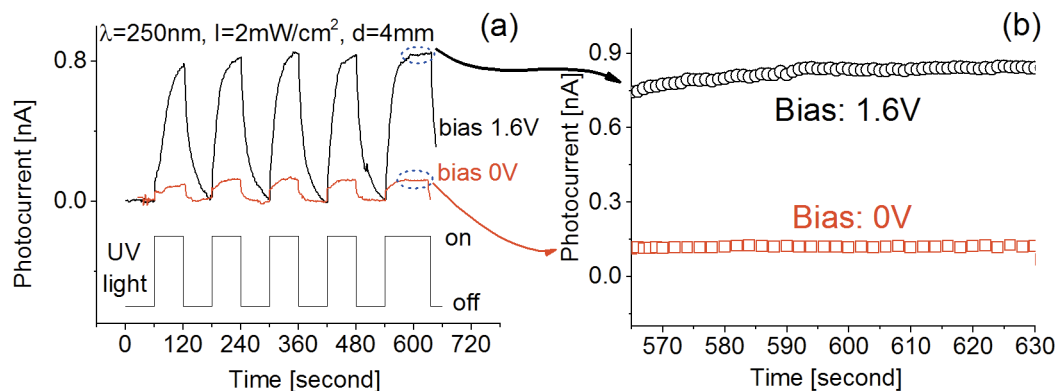 λ=250nm, I=2mW/cm², d=4mm
(a)
0.8
0.0
Photocurrent [nA]
bias 1.6V
bias 0V
UV
light
on
off
0 120 240 360 480 600 720
Time [second]
(b)
0.9
0.6
0.3
0.0
Photocurrent [nA]
Bias: 1.6V
Bias: 0V
570 580 590 600 610 620 630
Time [second]